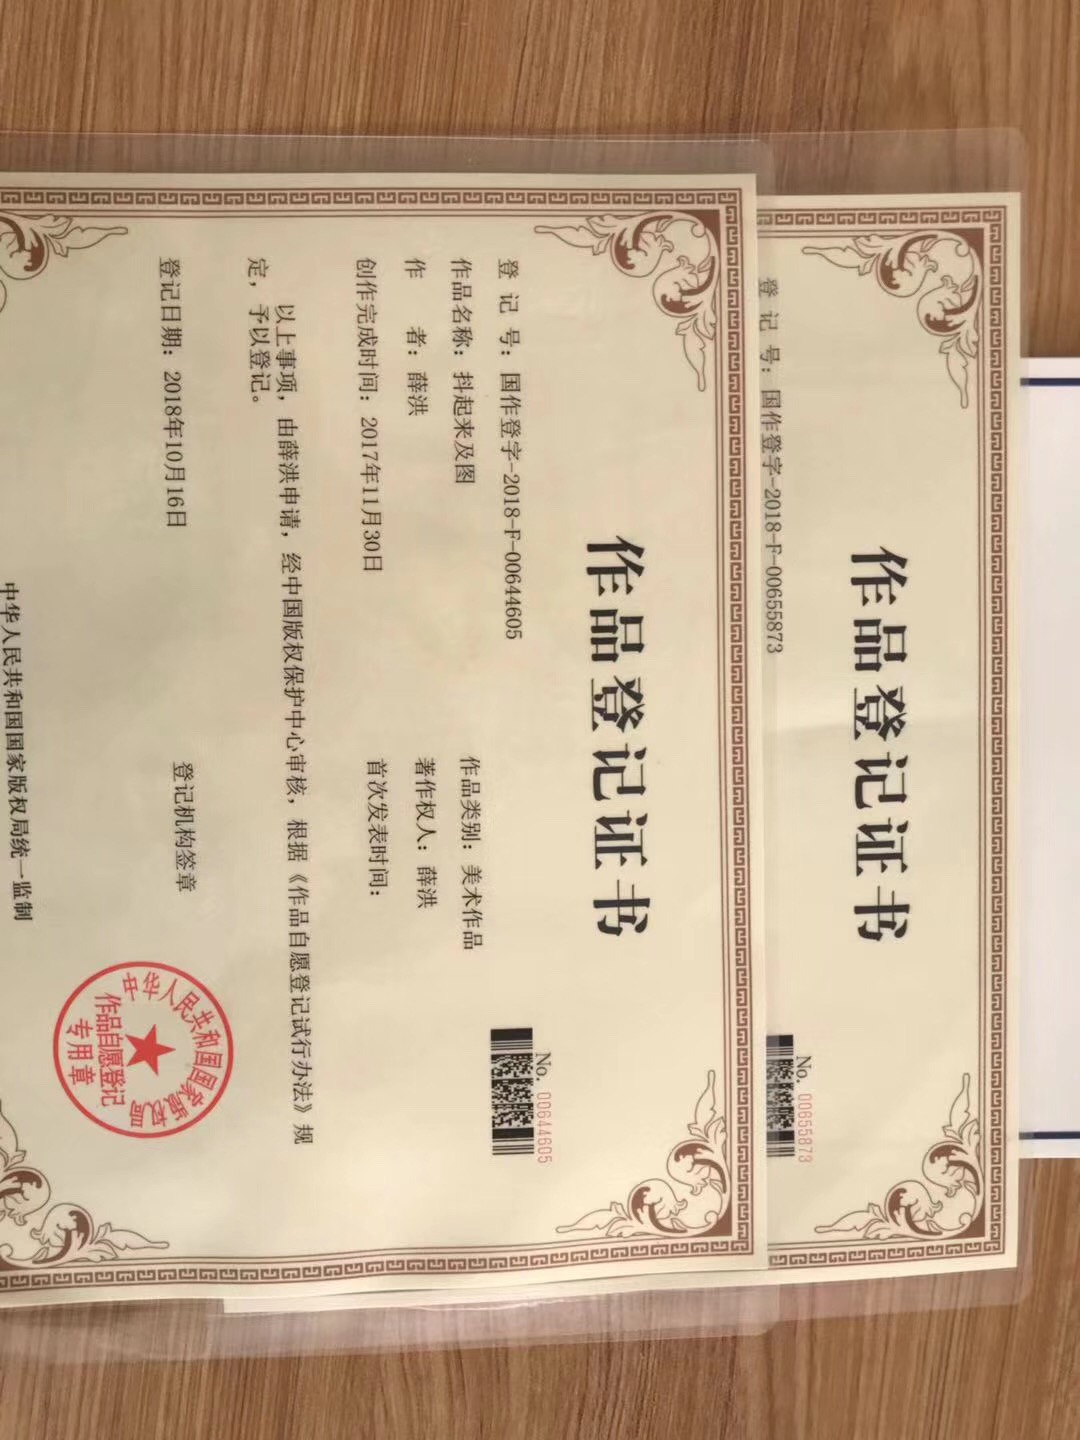 作品登记证书
No. 00655873
登 记 号： 国作登字-2018-F-00655873
作品登记证书
No. 00644605
登 记 号： 国作登字-2018-F-00644605
作品名称： 抖起来及图 作品类别： 美术作品
作 者： 薛洪 著作权人： 薛洪
创作完成时间： 2017年11月30日 首次发表时间：
以上事项，由薛洪申请，经中国版权保护中心审核，根据《作品自愿登记试行办法》规
定，予以登记。
登记日期： 2018年10月16日 登记机构签章
中华人民共和国国家版权局
作品自愿登记
专用章
中华人民共和国国家版权局统一监制